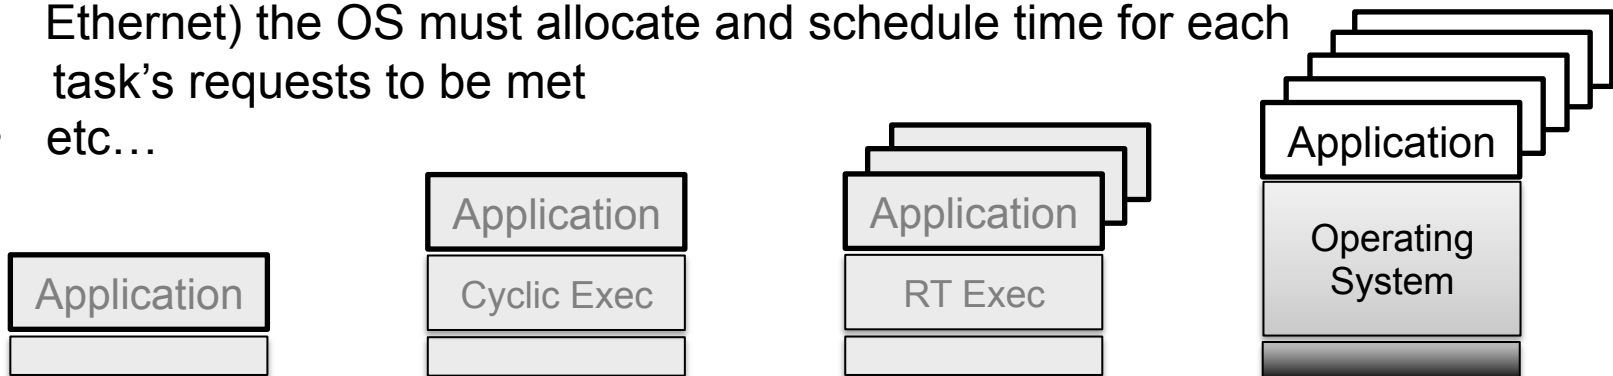 Ethernet) the OS must allocate and schedule time for each
task’s requests to be met
etc…
Application
Application
Cyclic Exec
Application
RT Exec
Application
Operating
System